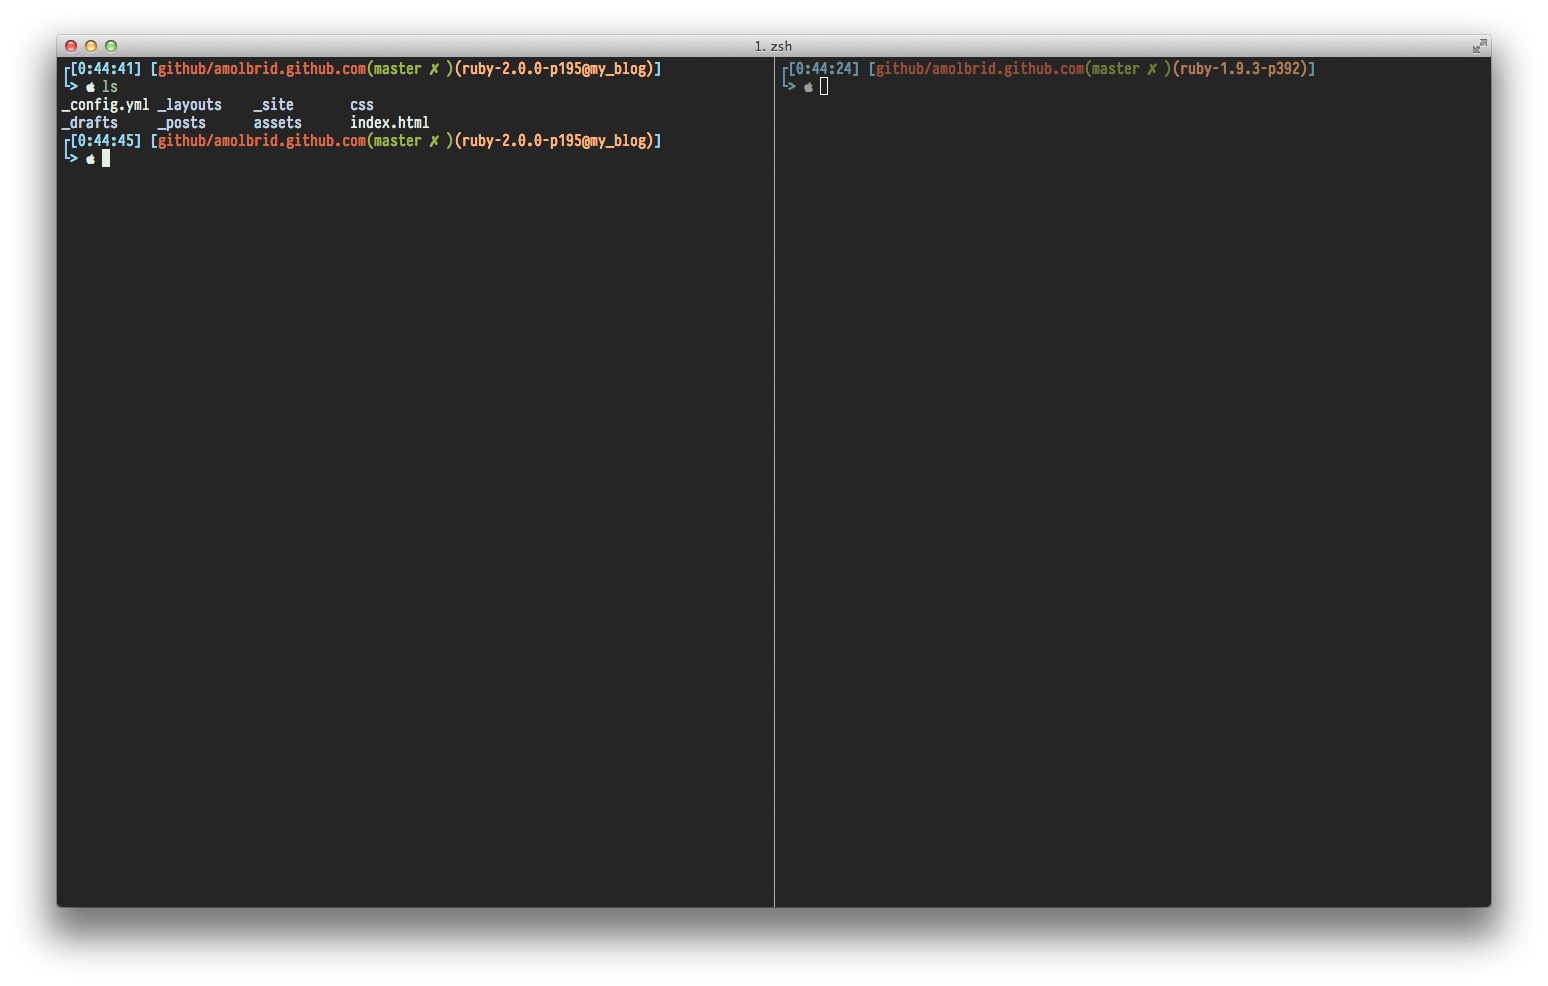 1. zsh
┌[0:44:41] [github/amolbrid.github.com(master ✗ )(ruby-2.0.0-p195@my_blog)]
└>  ls
_config.yml _layouts    _site       css
_drafts     _posts      assets      index.html
┌[0:44:45] [github/amolbrid.github.com(master ✗ )(ruby-2.0.0-p195@my_blog)]
└> 
┌[0:44:24] [github/amolbrid.github.com(master ✗ )(ruby-1.9.3-p392)]
└>